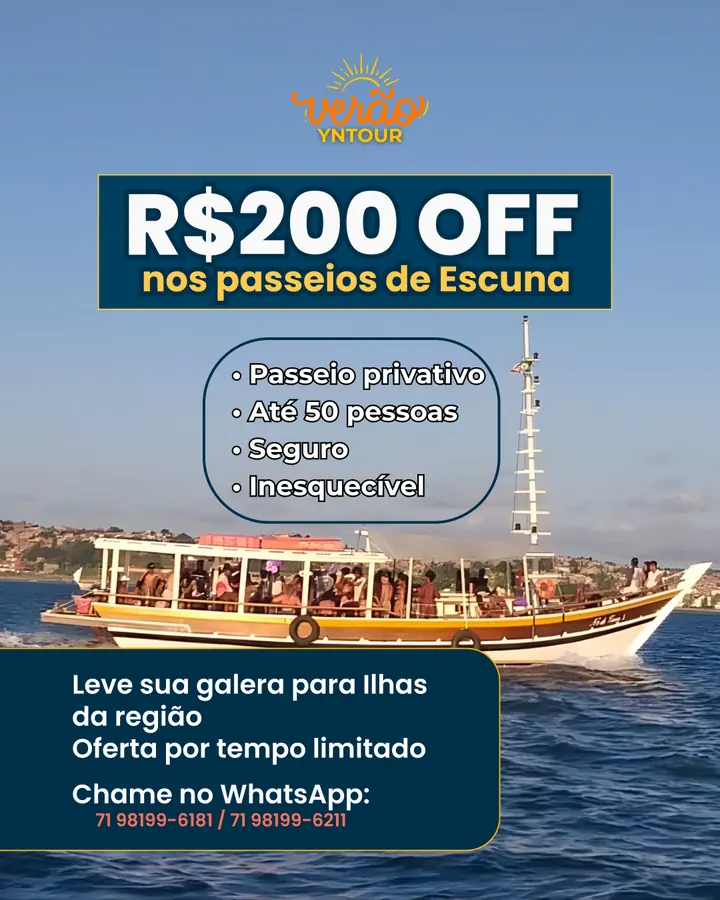 verão
YNTOUR
R$200 OFF
nos passeios de Escuna
• Passeio privativo
• Até 50 pessoas
• Seguro
• Inesquecível
Leve sua galera para Ilhas
da região
Oferta por tempo limitado
Chame no WhatsApp:
71 98199-6181 / 71 98199-6211